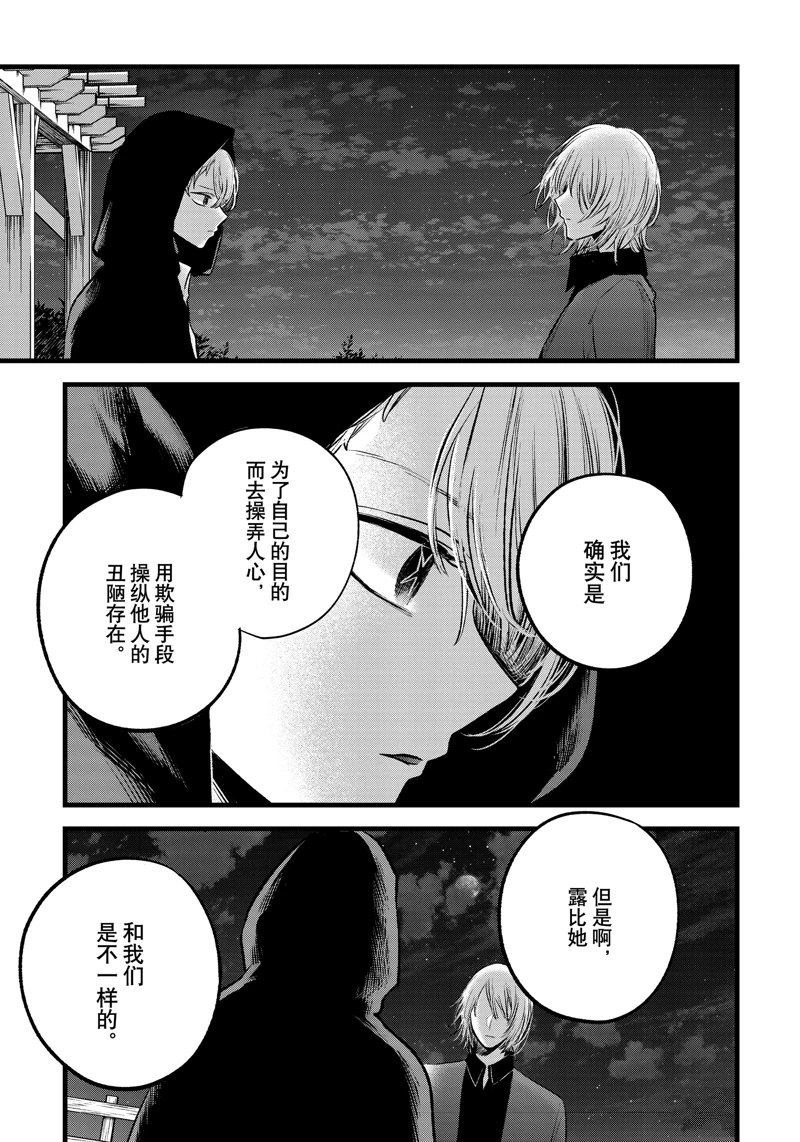 我们
确实是
为了自己的目的
而去操弄人心，
用欺骗手段
操纵他人的
丑陋存在。
但是啊，
露比她
和我们
是不一样的。